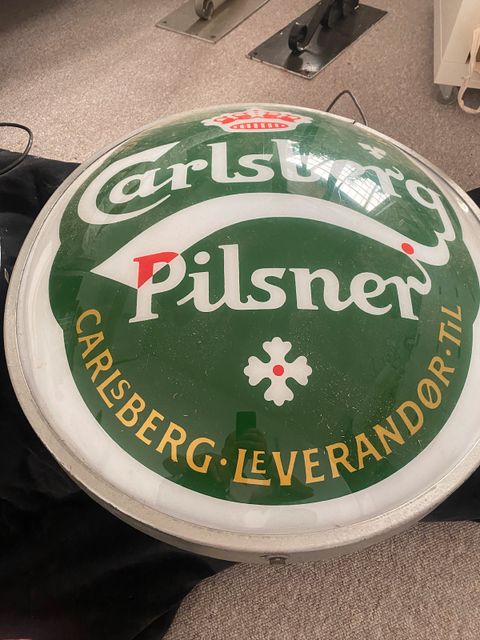 Carlsberg
Pilsner
CARLSBERG · LEVERANDØR · TIL